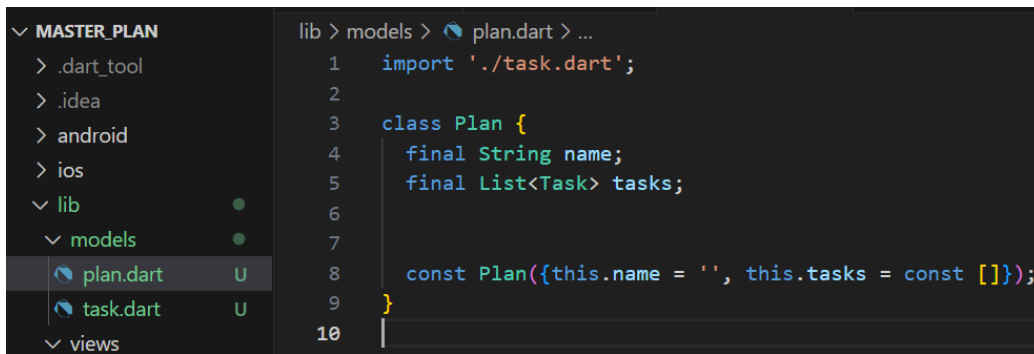 MASTER_PLAN
.dart_tool
.idea
android
ios
lib
models
plan.dart U
task.dart U
views
lib > models > plan.dart > ...
1 import './task.dart';
2
3 class Plan {
4 final String name;
5 final List<Task> tasks;
6
7
8 const Plan({this.name = '', this.tasks = const []});
9 }
10